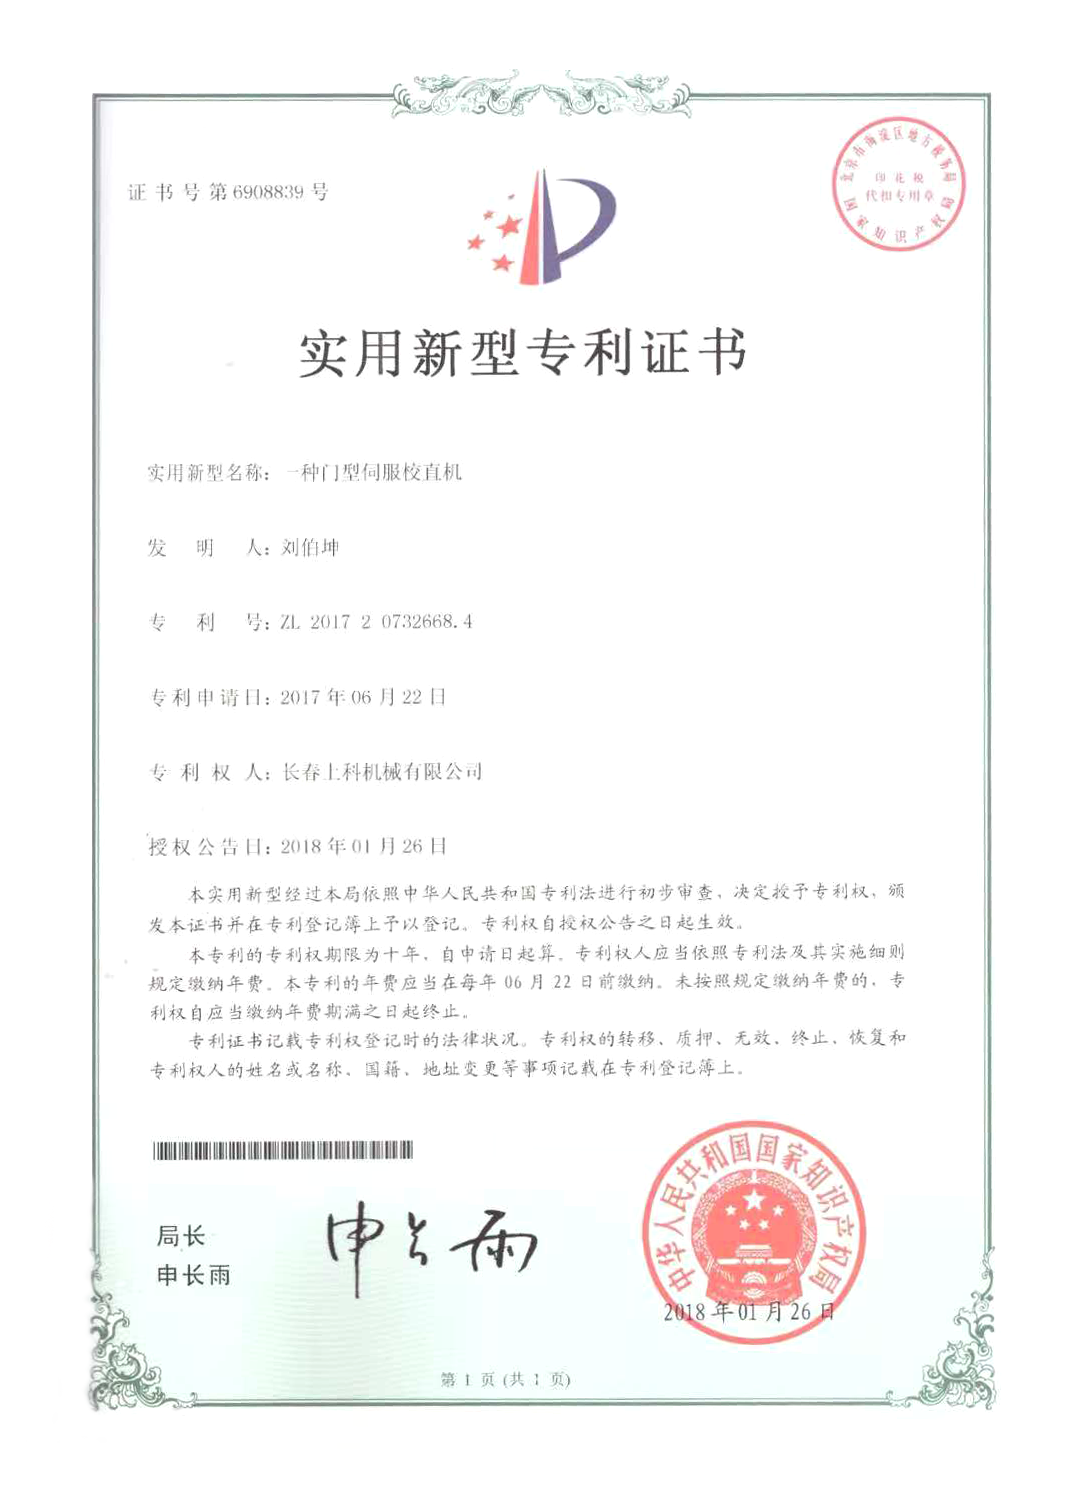 证书号第6908839号
北京市海淀区地方税务局
印花税
代扣专用章
国家知识产权局
实用新型专利证书
实用新型名称：一种门型伺服校直机
发明人：刘伯坤
专利号：ZL 2017 2 0732668.4
专利申请日：2017年06月22日
专利权人：长春上科机械有限公司
授权公告日：2018年01月26日
本实用新型经过本局依照中华人民共和国专利法进行初步审查，决定授予专利权，颁
发本证书并在专利登记簿上予以登记。专利权自授权公告之日起生效。
本专利的专利权期限为十年，自申请日起算。专利权人应当依照专利法及其实施细则
规定缴纳年费。本专利的年费应当在每年06月22日前缴纳。未按照规定缴纳年费的，专
利权自应当缴纳年费期满之日起终止。
专利证书记载专利权登记时的法律状况。专利权的转移、质押、无效、终止、恢复和
专利权人的姓名或名称、国籍、地址变更等事项记载在专利登记簿上。
局长
申长雨
申长雨
中华人民共和国国家知识产权局
2018年01月26日
第1页(共1页)